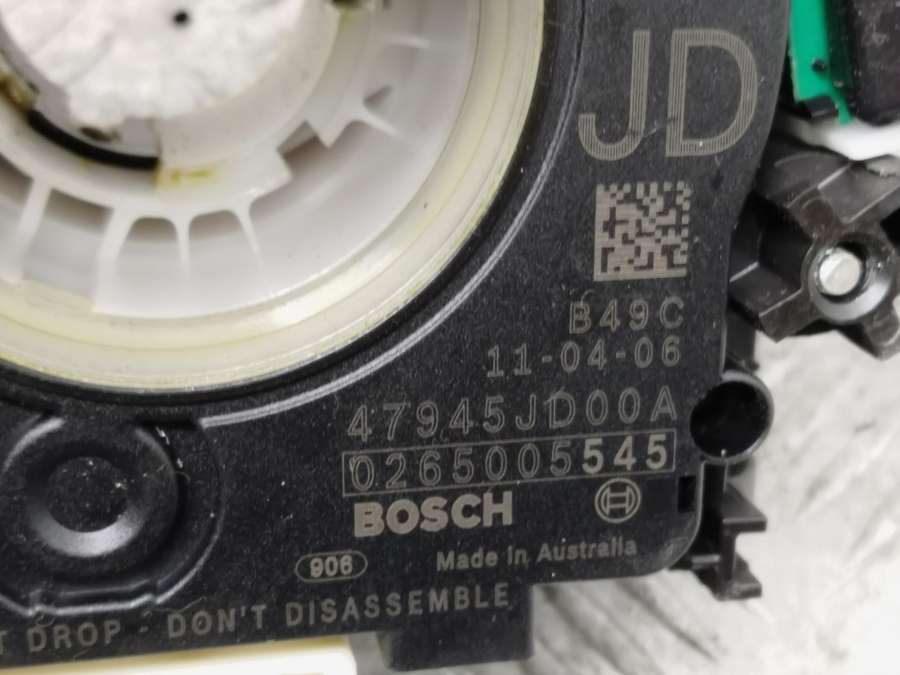 JD
B49C
11-04-06
47945JD00A
0265005545
BOSCH
906
Made in Australia
DROP - DON'T DISASSEMBLE